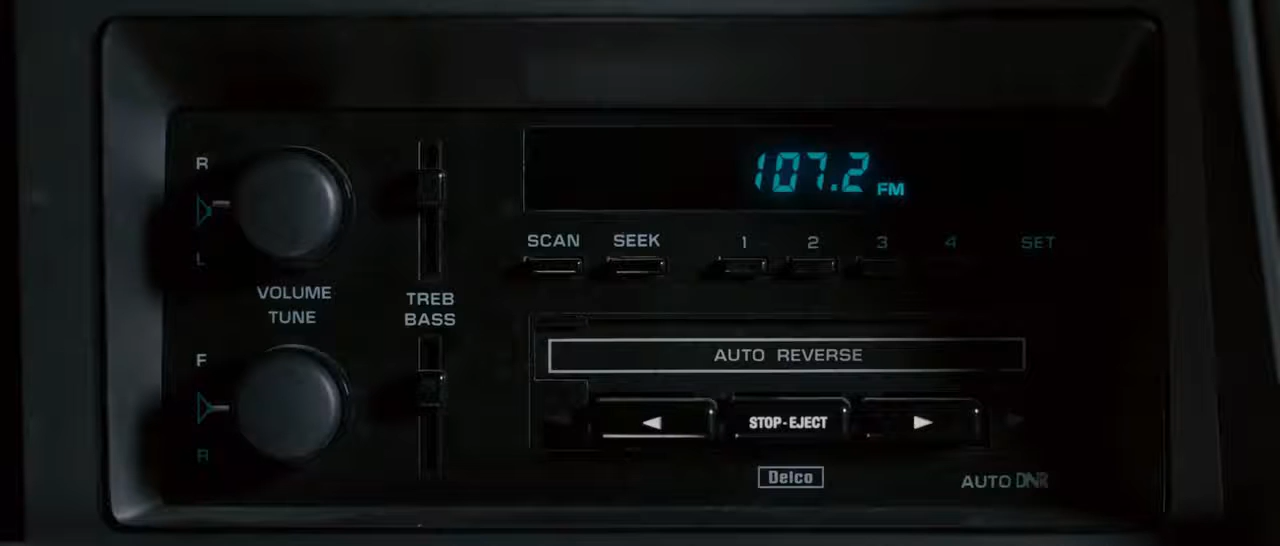 R
107.2 FM
SCAN SEEK 1 2 3 4 SET
L
VOLUME
TUNE
TREB
BASS
F
AUTO REVERSE
STOP-EJECT
R
Delco
AUTO DNR